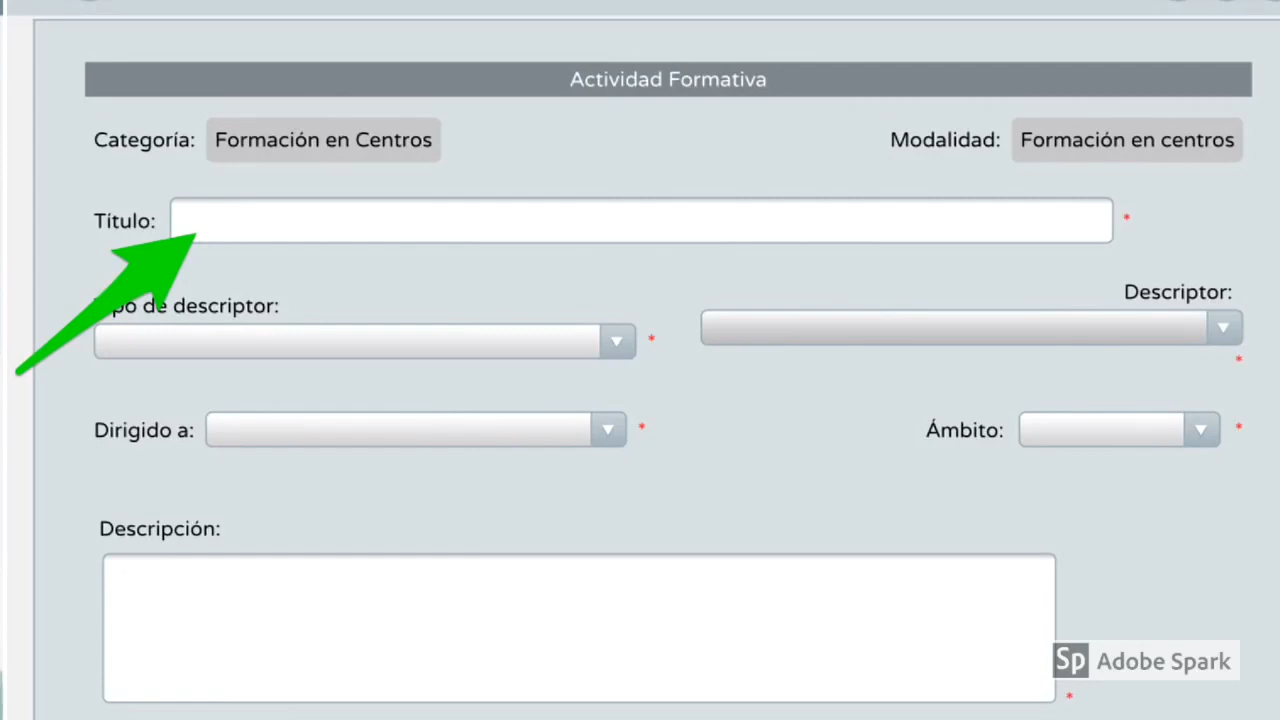 Actividad Formativa
Categoría: Formación en Centros Modalidad: Formación en centros
Título: *
de descriptor: * Descriptor: *
Dirigido a: * Ámbito: *
Descripción:
*
Sp Adobe Spark